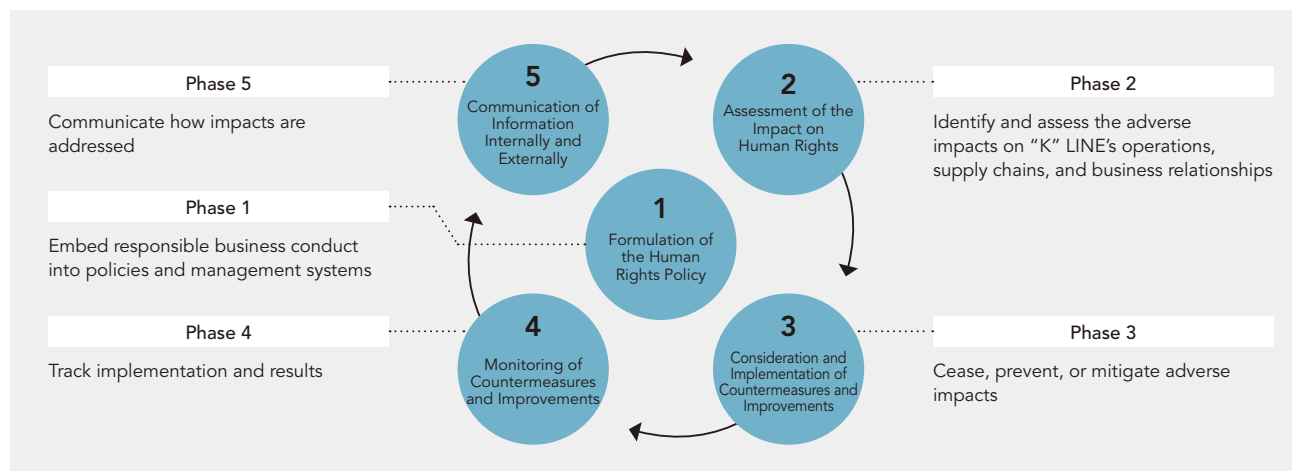 Phase 5
Communicate how impacts are
addressed
Phase 1
Embed responsible business conduct
into policies and management systems
Phase 4
Track implementation and results
5
Communication of
Information
Internally and
Externally
2
Assessment of the
Impact on
Human Rights
1
Formulation of
the Human
Rights Policy
4
Monitoring of
Countermeasures
and Improvements
3
Consideration and
Implementation of
Countermeasures and
Improvements
Phase 2
Identify and assess the adverse
impacts on “K” LINE’s operations,
supply chains, and business relationships
Phase 3
Cease, prevent, or mitigate adverse
impacts